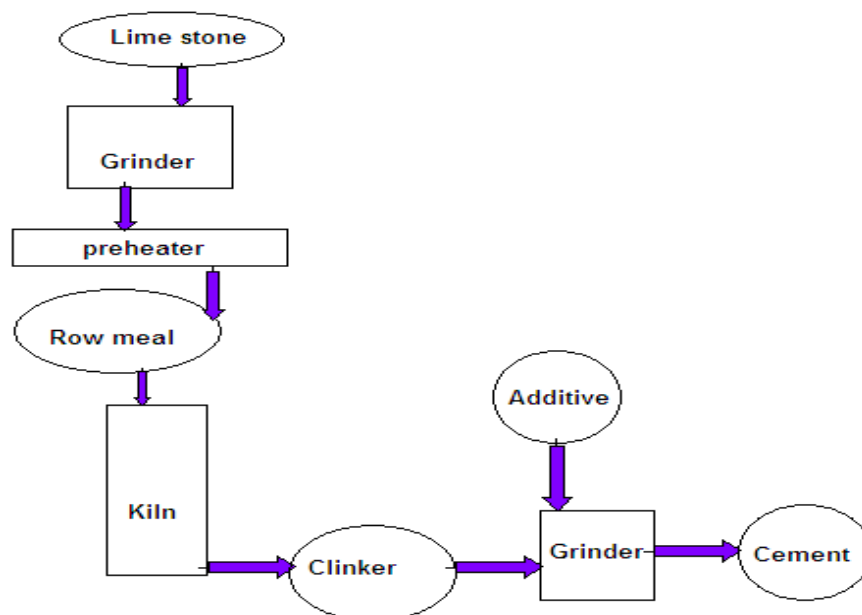 Lime stone
Grinder
preheater
Row meal
Additive
Kiln
Clinker
Grinder
Cement